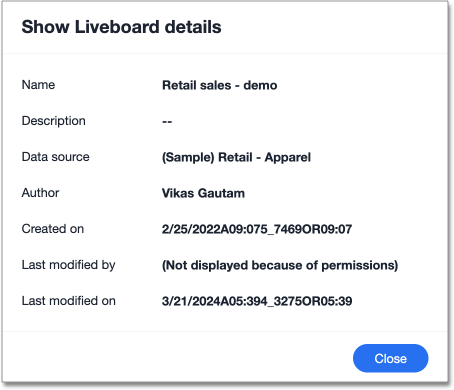 Show Liveboard details
Name Retail sales - demo
Description --
Data source (Sample) Retail - Apparel
Author Vikas Gautam
Created on 2/25/2022A09:075_7469OR09:07
Last modified by (Not displayed because of permissions)
Last modified on 3/21/2024A05:394_3275OR05:39
Close